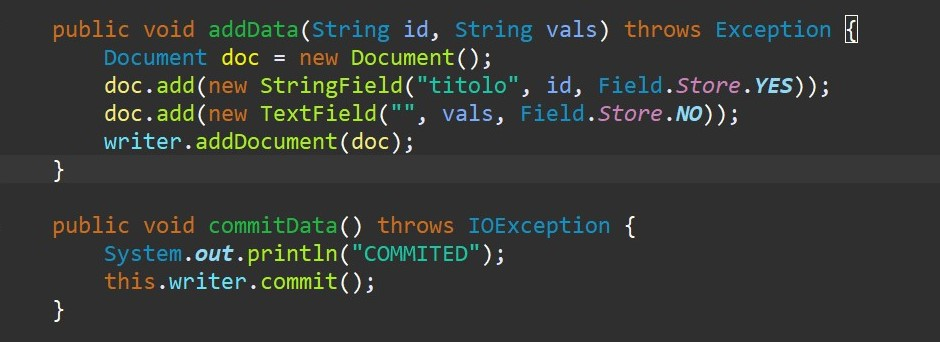 public void addData(String id, String vals) throws Exception {
Document doc = new Document();
doc.add(new StringField("titolo", id, Field.Store.YES));
doc.add(new TextField("", vals, Field.Store.NO));
writer.addDocument(doc);
}
public void commitData() throws IOException {
System.out.println("COMMITED");
this.writer.commit();
}